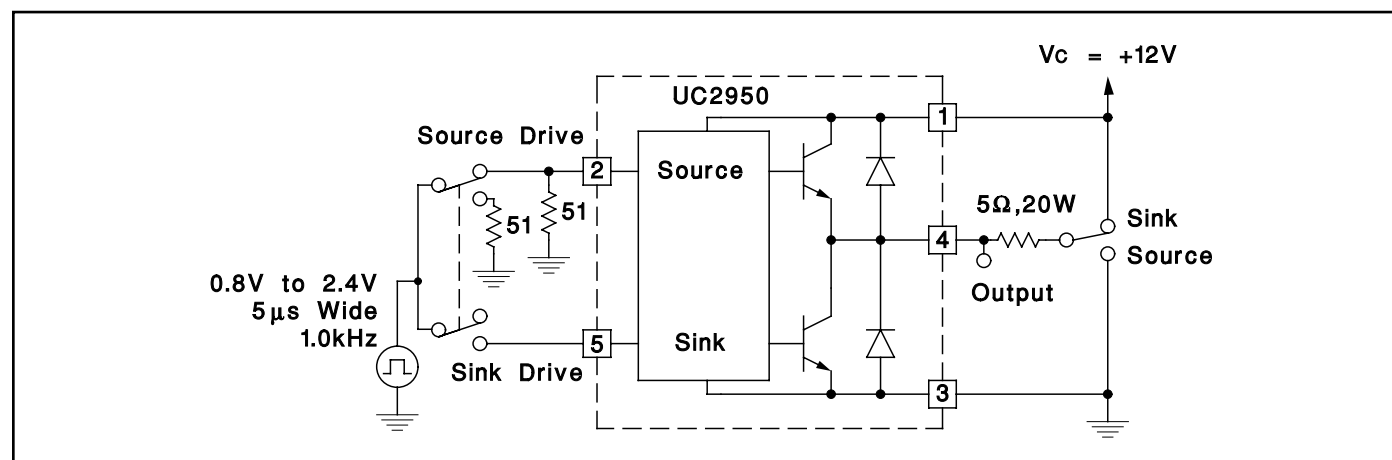 Vc = +12V
UC2950
1
Source Drive
2
Source
51
51
5Ω,20W
4
Sink
Source
Output
0.8V to 2.4V
5µs Wide
1.0kHz
5
Sink
Sink Drive
3